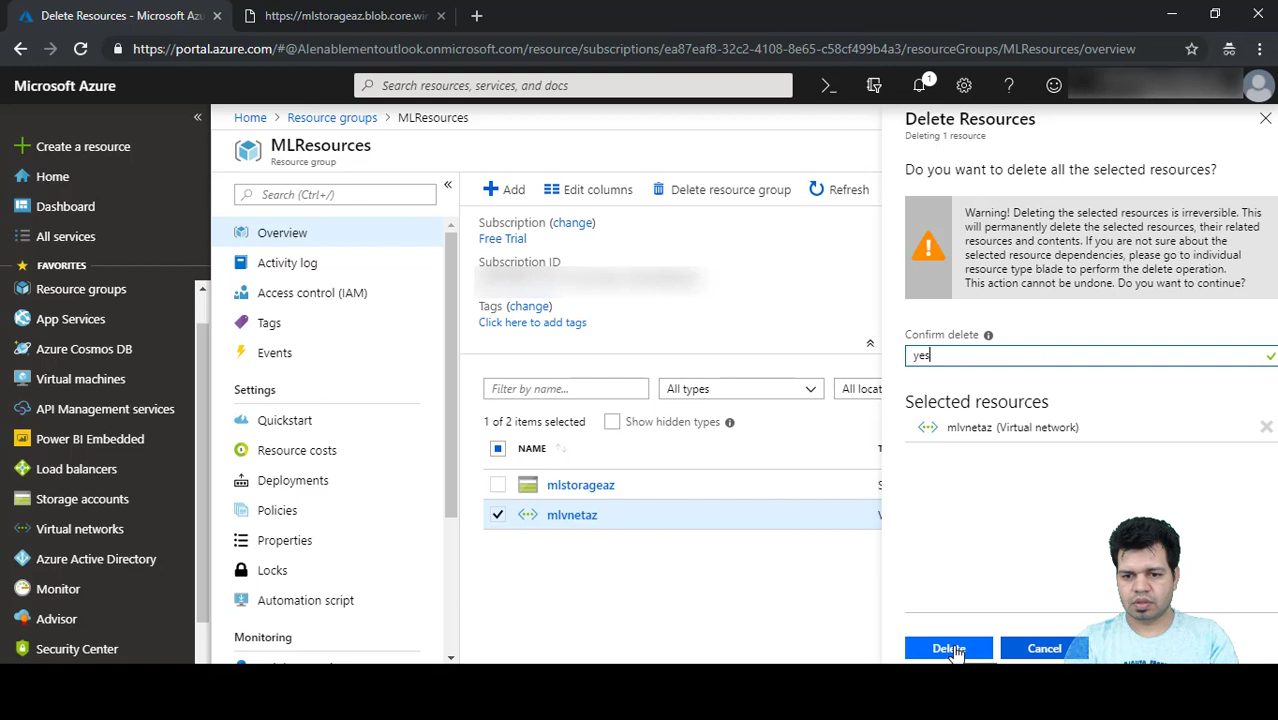 Delete Resources - Microsoft Az
https://mlstorageaz.blob.core.wi
https://portal.azure.com/#@AIenablementoutlook.onmicrosoft.com/resource/subscriptions/ea87eaf8-32c2-4108-8e65-c58cf499b4a3/resourceGroups/MLResources/overview
Microsoft Azure
Search resources, services, and docs
1
Create a resource
Home
Dashboard
All services
FAVORITES
Resource groups
App Services
Azure Cosmos DB
Virtual machines
API Management services
Power BI Embedded
Load balancers
Storage accounts
Virtual networks
Azure Active Directory
Monitor
Advisor
Security Center
Home
Resource groups
MLResources
MLResources
Resource group
Search (Ctrl+/)
Overview
Activity log
Access control (IAM)
Tags
Events
Settings
Quickstart
Resource costs
Deployments
Policies
Properties
Locks
Automation script
Monitoring
Add
Edit columns
Delete resource group
Refresh
Subscription (change)
Free Trial
Subscription ID
Tags (change)
Click here to add tags
Filter by name...
All types
All locat
1 of 2 items selected
Show hidden types
NAME
T
mlstorageaz
S
mlvnetaz
V
Delete Resources
Deleting 1 resource
Do you want to delete all the selected resources?
Warning! Deleting the selected resources is irreversible. This
will permanently delete the selected resources, their related
resources and contents. If you are not sure about the
selected resource dependencies, please go to individual
resource type blade to perform the delete operation.
This action cannot be undone. Do you want to continue?
Confirm delete
yes
Selected resources
mlvnetaz (Virtual network)
Delete
Cancel